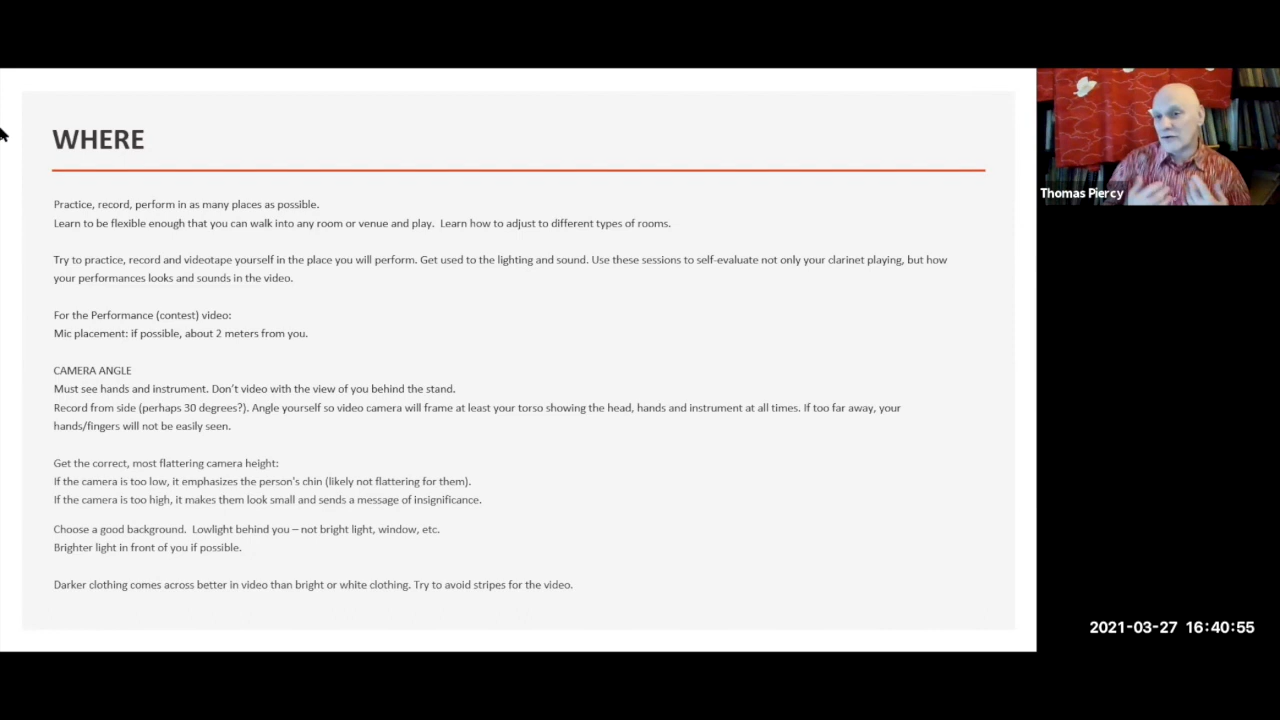 WHERE
Practice, record, perform in as many places as possible.
Learn to be flexible enough that you can walk into any room or venue and play.  Learn how to adjust to different types of rooms.
Try to practice, record and videotape yourself in the place you will perform. Get used to the lighting and sound. Use these sessions to self-evaluate not only your clarinet playing, but how
your performances looks and sounds in the video.
For the Performance (contest) video:
Mic placement: if possible, about 2 meters from you.
CAMERA ANGLE
Must see hands and instrument. Don't video with the view of you behind the stand.
Record from side (perhaps 30 degrees?). Angle yourself so video camera will frame at least your torso showing the head, hands and instrument at all times. If too far away, your
hands/fingers will not be easily seen.
Get the correct, most flattering camera height:
If the camera is too low, it emphasizes the person's chin (likely not flattering for them).
If the camera is too high, it makes them look small and sends a message of insignificance.
Choose a good background.  Lowlight behind you – not bright light, window, etc.
Brighter light in front of you if possible.
Darker clothing comes across better in video than bright or white clothing. Try to avoid stripes for the video.
Thomas Piercy
2021-03-27 16:40:55